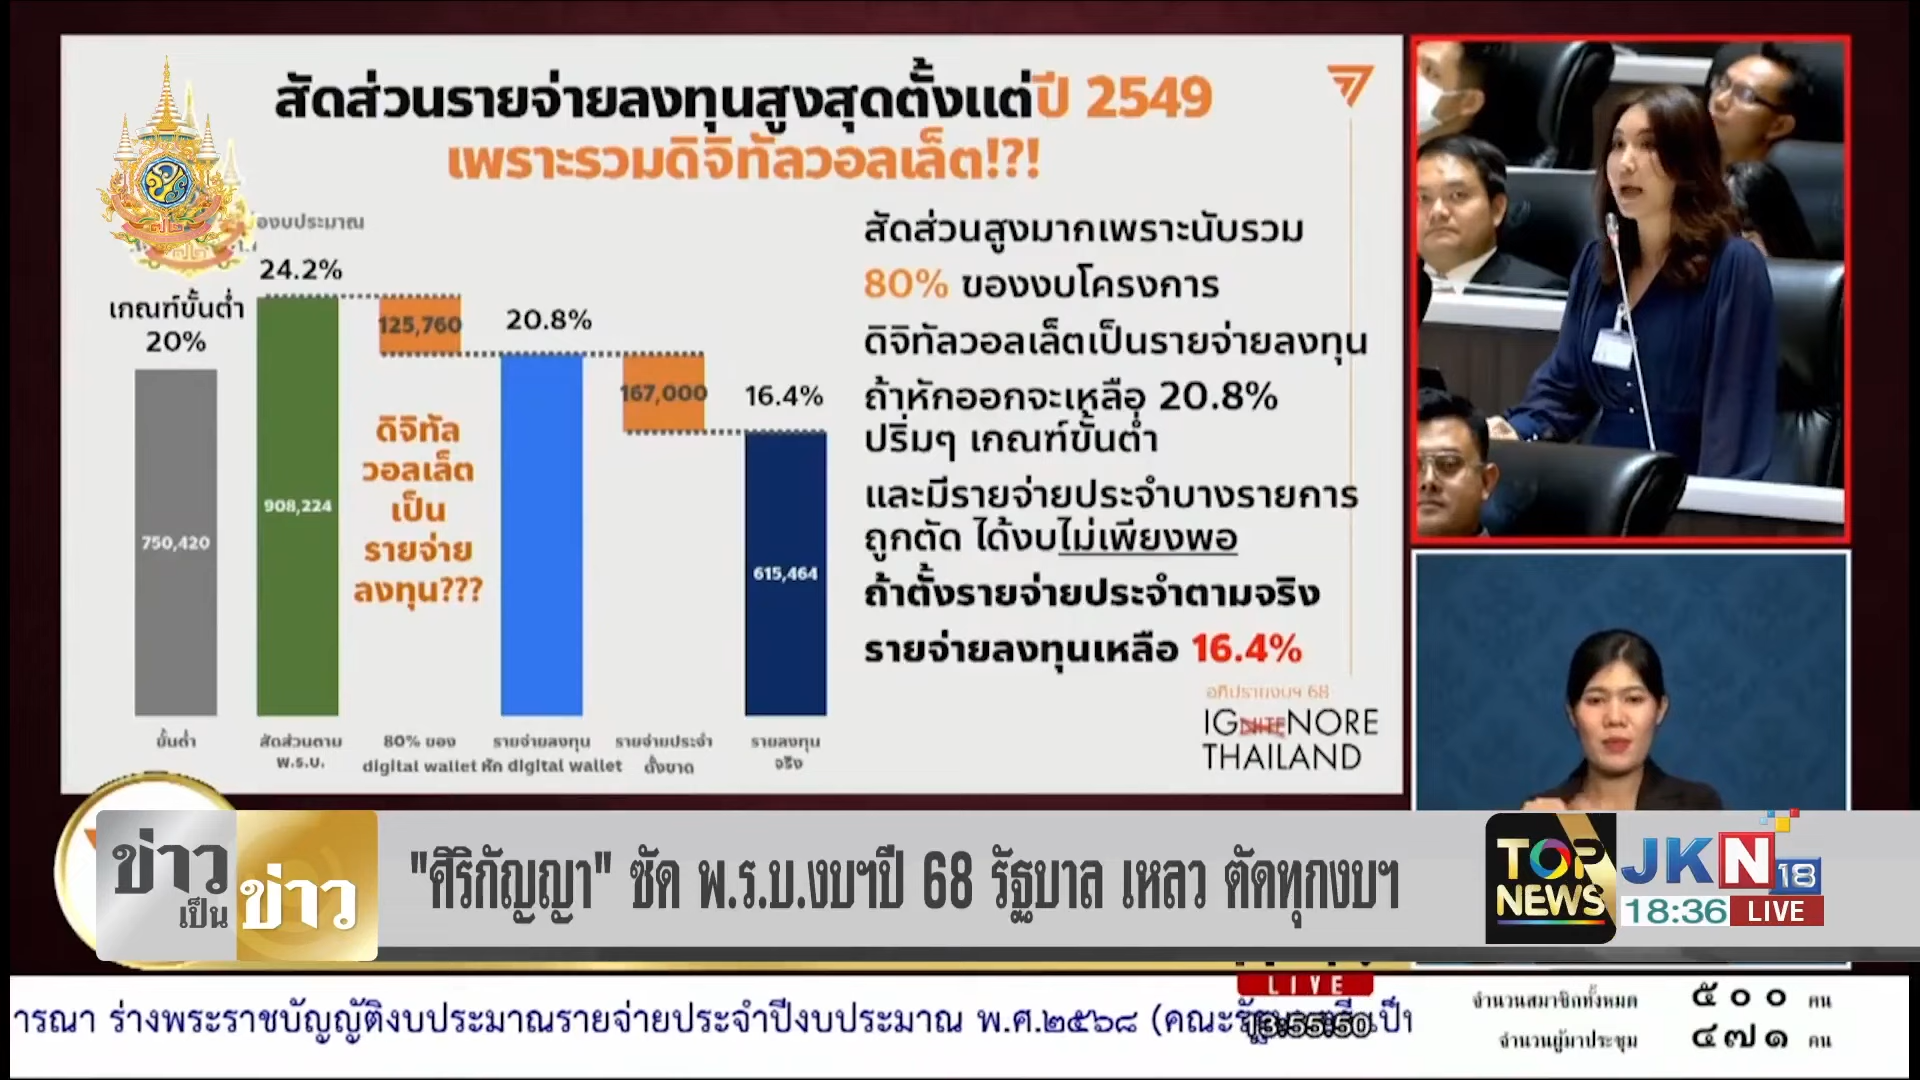 สัดส่วนรายจ่ายลงทุนสูงสุดตั้งแต่ปี 2549
เพราะรวมดิจิทัลวอลเล็ต!?!
องบประมาณ
24.2%
เกณฑ์ขั้นต่ำ
20%
125,760
20.8%
167,000
16.4%
ดิจิทัล
วอลเล็ต
เป็น
รายจ่าย
ลงทุน???
908,224
750,420
615,464
ขั้นต่ำ
สัดส่วนตาม
พ.ร.บ.
80% ของ
digital wallet
รายจ่ายลงทุน
หัก digital wallet
รายจ่ายประจำ
ตั้งขาด
รายลงทุน
จริง
สัดส่วนสูงมากเพราะนับรวม
80% ของงบโครงการ
ดิจิทัลวอลเล็ตเป็นรายจ่ายลงทุน
ถ้าหักออกจะเหลือ 20.8%
ปริ่มๆ เกณฑ์ขั้นต่ำ
และมีรายจ่ายประจำบางรายการ
ถูกตัด ได้งบไม่เพียงพอ
ถ้าตั้งรายจ่ายประจำตามจริง
รายจ่ายลงทุนเหลือ 16.4%
อภิปรายงบฯ 68
IGNITENORE
THAILAND
ข่าว
เป็น
ข่าว
"ศิริกัญญา" ซัด พ.ร.บ.งบฯปี 68 รัฐบาล เหลว ตัดทุกงบฯ
TOP
NEWS
JKN
18
18:36 LIVE
LIVE
13:55:50
ารณา ร่างพระราชบัญญัติงบประมาณรายจ่ายประจำปีงบประมาณ พ.ศ.๒๕๖๘
จำนวนสมาชิกทั้งหมด ๕๐๐ คน
จำนวนผู้มาประชุม ๔๗๑ คน